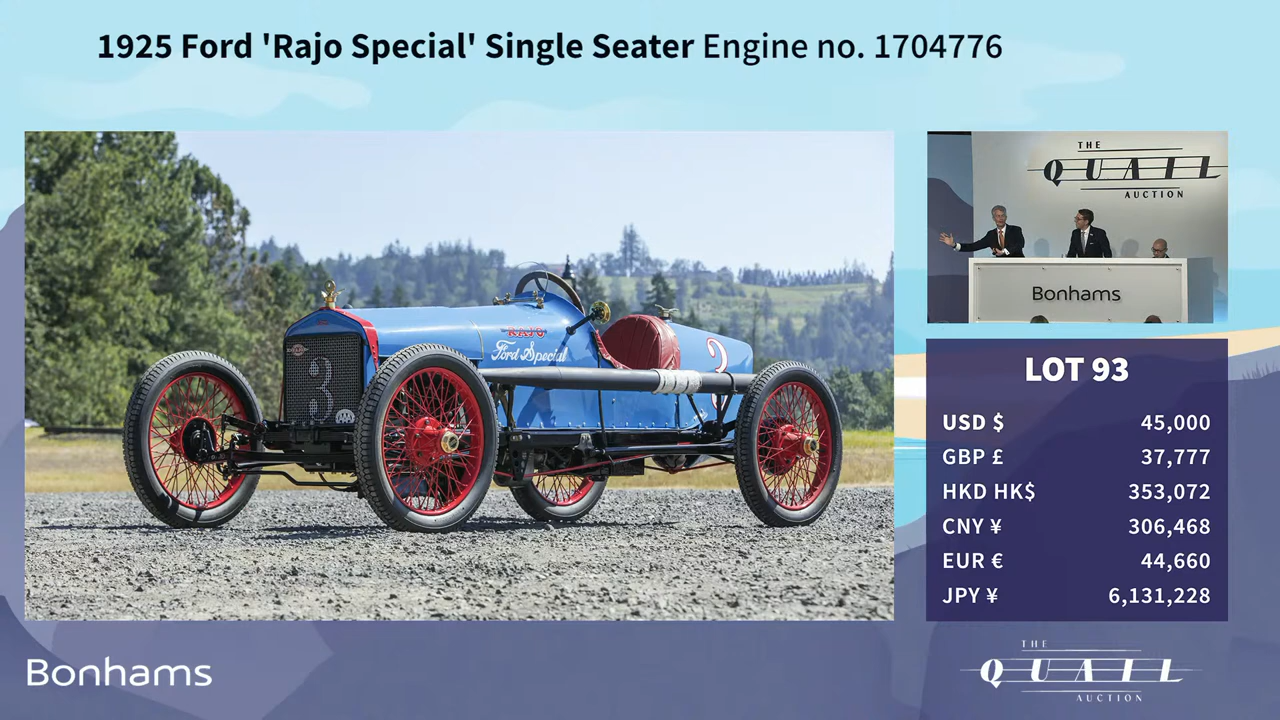 1925 Ford 'Rajo Special' Single Seater Engine no. 1704776
THE
QUAIL
AUCTION
Bonhams
RAJO
Ford Special
3
3
LOT 93
USD $ 45,000
GBP £ 37,777
HKD HK$ 353,072
CNY ¥ 306,468
EUR € 44,660
JPY ¥ 6,131,228
Bonhams
THE
QUAIL
AUCTION